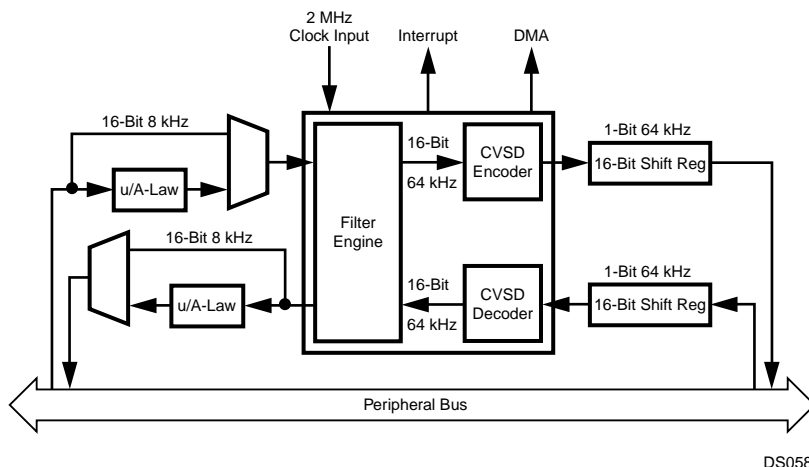 2 MHz
Clock Input
Interrupt
DMA
16-Bit 8 kHz
u/A-Law
Filter
Engine
16-Bit
64 kHz
CVSD
Encoder
1-Bit 64 kHz
16-Bit Shift Reg
16-Bit 8 kHz
u/A-Law
16-Bit
64 kHz
CVSD
Decoder
1-Bit 64 kHz
16-Bit Shift Reg
Peripheral Bus
DS058